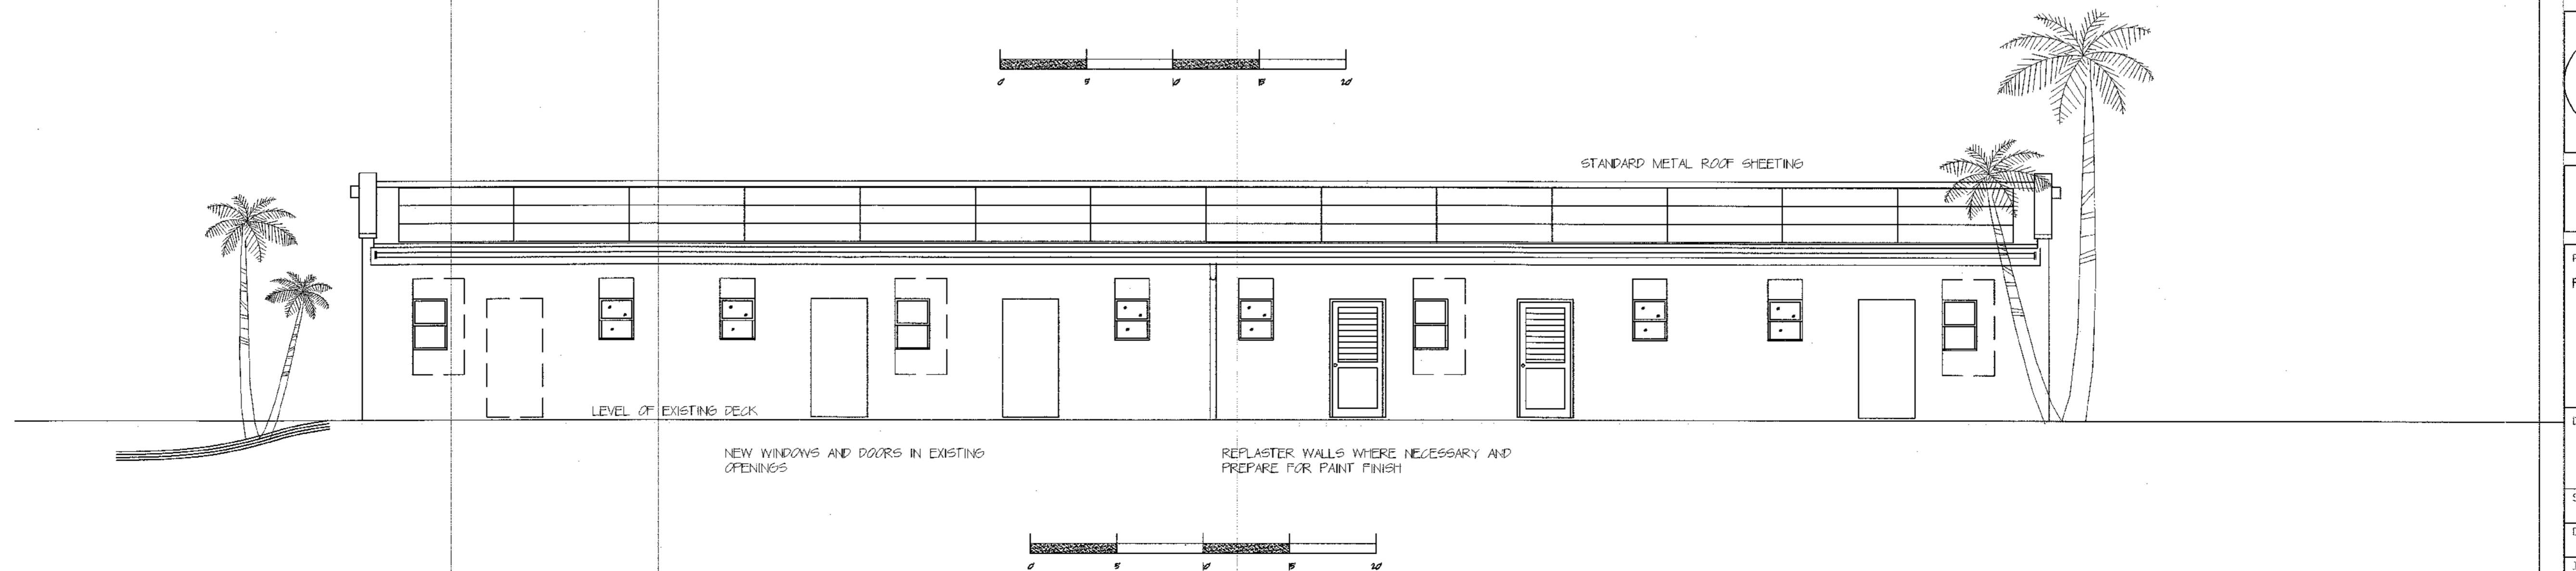 0 5 10 15 20
STANDARD METAL ROOF SHEETING
LEVEL OF EXISTING DECK
NEW WINDOWS AND DOORS IN EXISTING
OPENINGS
REPLASTER WALLS WHERE NECESSARY AND
PREPARE FOR PAINT FINISH
0 5 10 15 20